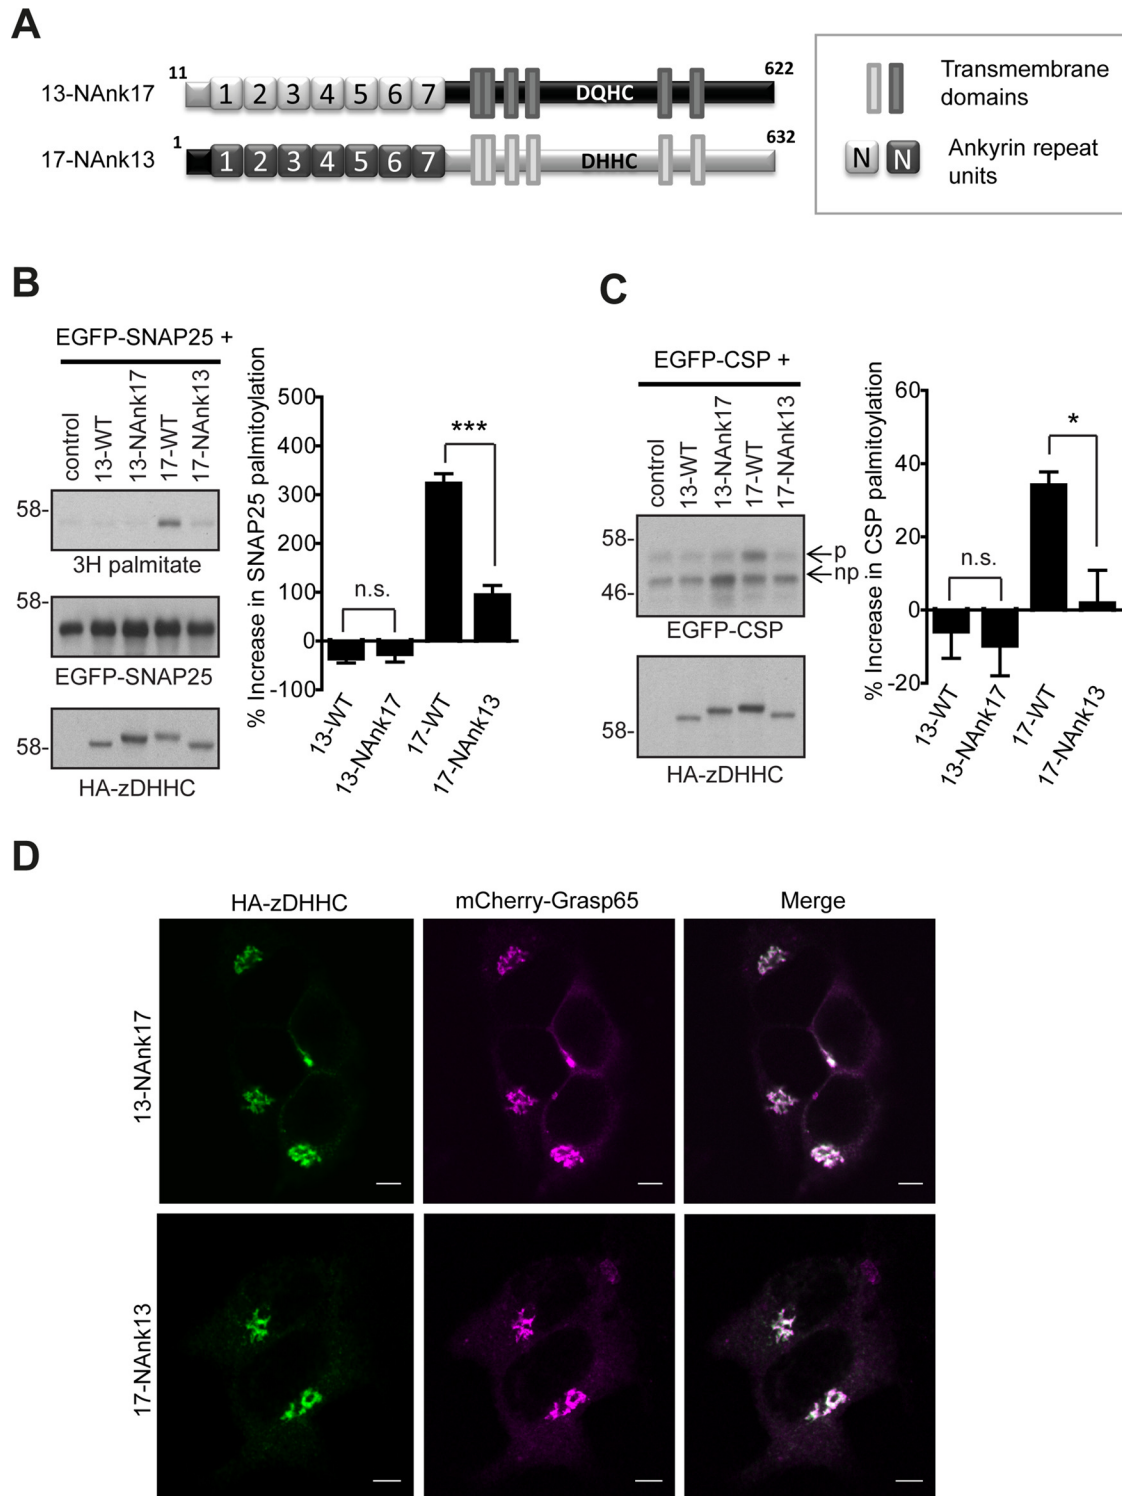 A
13-NAnk17
11
1 2 3 4 5 6 7
DQHC
622
17-NAnk13
1
1 2 3 4 5 6 7
DHHC
632
Transmembrane
domains
N N
Ankyrin repeat
units
B
EGFP-SNAP25 +
control
13-WT
13-NAnk17
17-WT
17-NAnk13
58-
3H palmitate
58-
EGFP-SNAP25
58-
HA-zDHHC
% Increase in SNAP25 palmitoylation
500
400
300
200
100
0
-100
n.s.
***
13-WT
13-NAnk17
17-WT
17-NAnk13
C
EGFP-CSP +
control
13-WT
13-NAnk17
17-WT
17-NAnk13
58-
p
np
46-
EGFP-CSP
58-
HA-zDHHC
% Increase in CSP palmitoylation
60
40
20
0
-20
n.s.
*
13-WT
13-NAnk17
17-WT
17-NAnk13
D
HA-zDHHC
mCherry-Grasp65
Merge
13-NAnk17
17-NAnk13